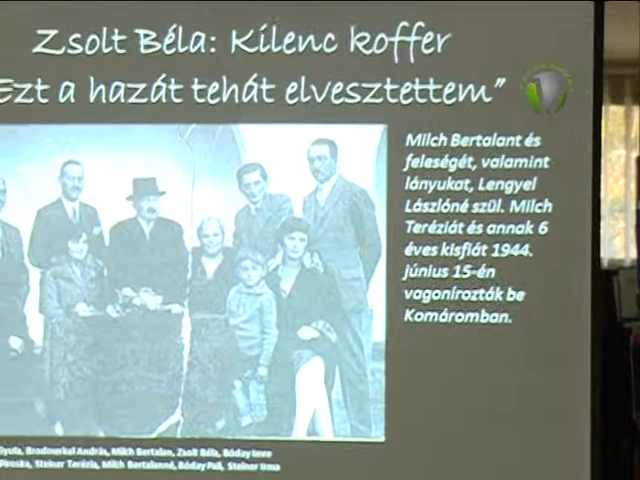 Zsolt Béla: Kilenc koffer
Ezt a hazát tehát elvesztettem”
Milch Bertalant és
feleségét, valamint
lányukat, Lengyel
Lászlóné szül. Milch
Teréziát és annak 6
éves kisfiát 1944.
június 15-én
vagonírozták be
Komáromban.
Gyula, Brodmerkel András, Milch Bertalan, Zsolt Béla, Bóday Imre
Piroska, Steiner Terézia, Milch Bertalanné, Bóday Pali, Steiner Irma